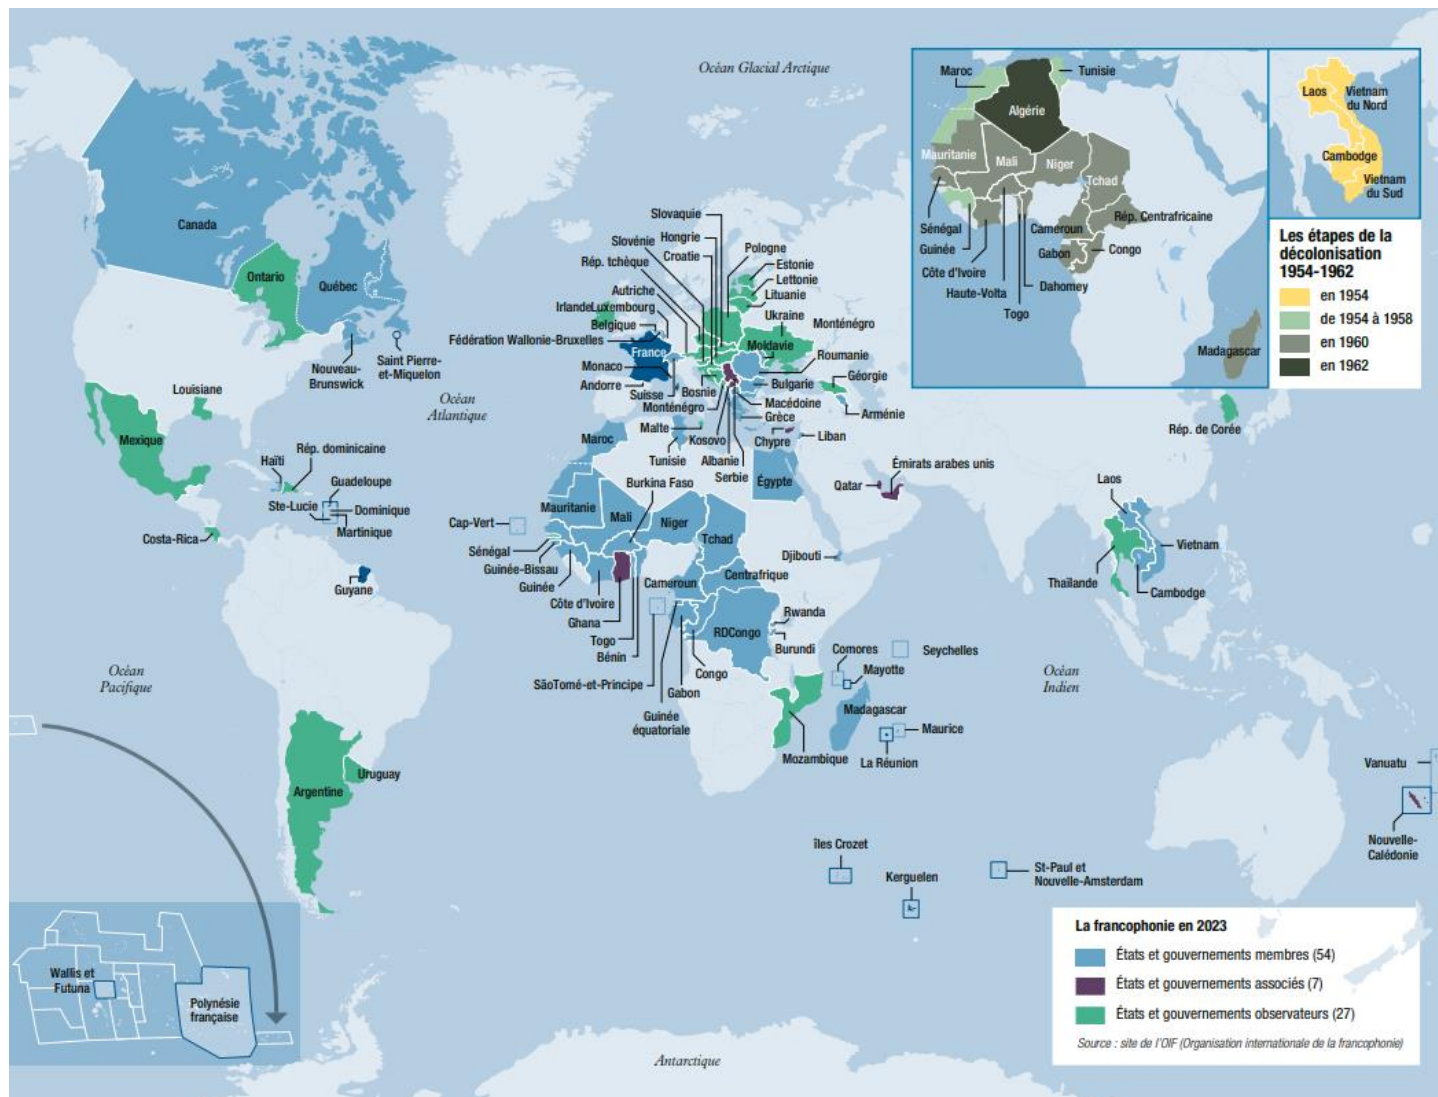 Océan Glacial Arctique
Maroc
Tunisie
Algérie
Mauritanie
Mali
Niger
Tchad
Sénégal
Guinée
Côte d'Ivoire
Haute-Volta
Togo
Dahomey
Cameroun
Gabon
Congo
Rép. Centrafricaine
Madagascar
Laos
Vietnam
du Nord
Cambodge
Vietnam
du Sud
Les étapes de la
décolonisation
1954-1962
en 1954
de 1954 à 1958
en 1960
en 1962
Canada
Ontario
Québec
Nouveau-
Brunswick
Saint Pierre-
et-Miquelon
Louisiane
Mexique
Océan
Atlantique
Haïti
Rép. dominicaine
Guadeloupe
Ste-Lucie
Dominique
Martinique
Costa-Rica
Guyane
Slovaquie
Slovénie
Hongrie
Croatie
Pologne
Rép. tchèque
Estonie
Lettonie
Lituanie
Autriche
Irlande
Luxembourg
Ukraine
Belgique
Monténégro
Fédération Wallonie-Bruxelles
France
Moldavie
Roumanie
Monaco
Andorre
Suisse
Bosnie
Bulgarie
Géorgie
Monténégro
Macédoine
Arménie
Grèce
Malte
Kosovo
Chypre
Liban
Maroc
Tunisie
Albanie
Serbie
Burkina Faso
Égypte
Qatar
Émirats arabes unis
Rép. de Corée
Mauritanie
Mali
Niger
Tchad
Cap-Vert
Sénégal
Guinée-Bissau
Guinée
Côte d'Ivoire
Ghana
Togo
Bénin
Cameroun
Centrafrique
Djibouti
RDCongo
Rwanda
Burundi
SãoTomé-et-Principe
Gabon
Congo
Guinée
équatoriale
Comores
Mayotte
Seychelles
Madagascar
Maurice
La Réunion
Mozambique
Laos
Vietnam
Thaïlande
Cambodge
Océan
Pacifique
Océan
Indien
Uruguay
Argentine
Vanuatu
Nouvelle-
Calédonie
îles Crozet
Kerguelen
St-Paul et
Nouvelle-Amsterdam
Wallis et
Futuna
Polynésie
française
Antarctique
La francophonie en 2023
États et gouvernements membres (54)
États et gouvernements associés (7)
États et gouvernements observateurs (27)
Source : site de l'OIF (Organisation internationale de la francophonie)